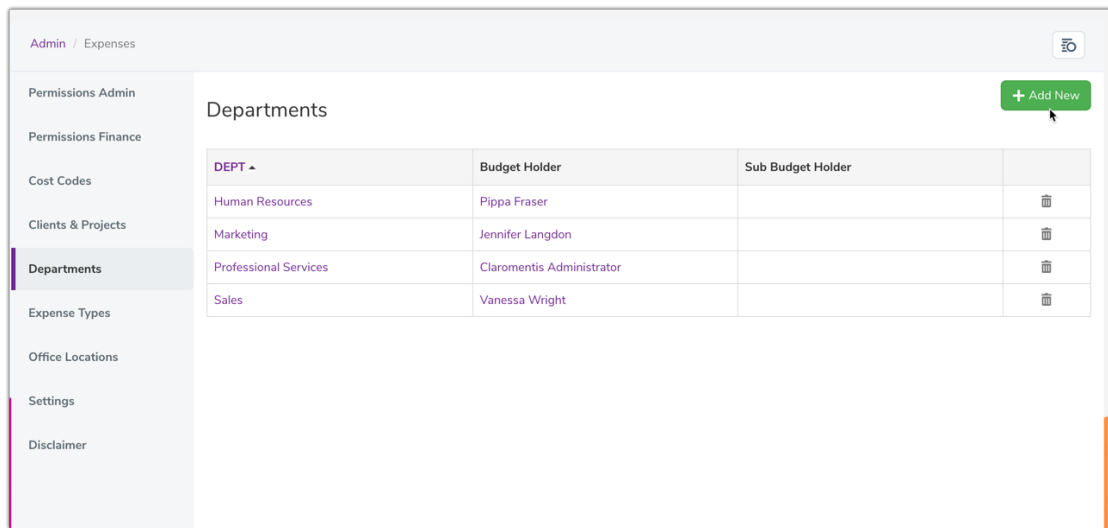 Admin / Expenses
Permissions Admin
Permissions Finance
Cost Codes
Clients & Projects
Departments
Expense Types
Office Locations
Settings
Disclaimer
Departments
+ Add New
DEPT Budget Holder Sub Budget Holder
Human Resources Pippa Fraser
Marketing Jennifer Langdon
Professional Services Claromentis Administrator
Sales Vanessa Wright